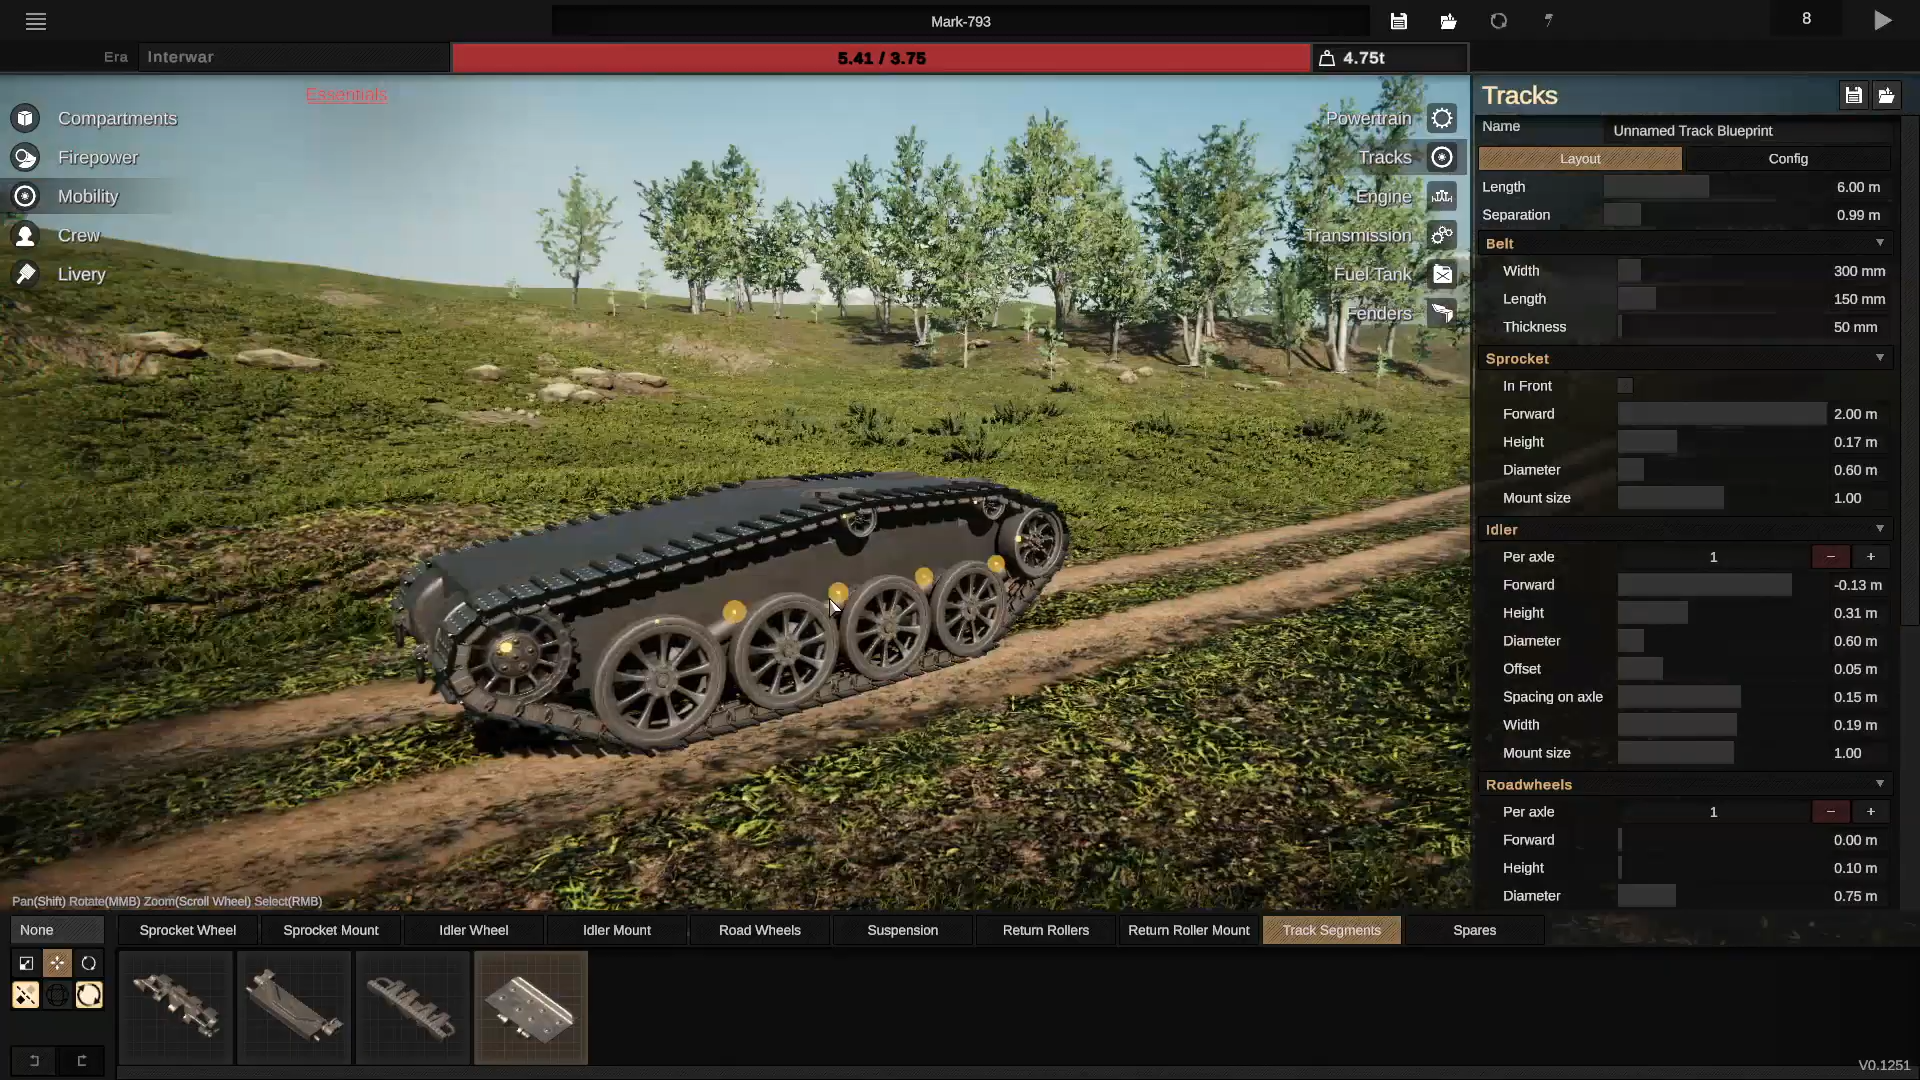 Mark-793
8
Era
Interwar
5.41 / 3.75
4.75t
Essentials
Compartments
Firepower
Mobility
Crew
Livery
Powertrain
Tracks
Engine
Transmission
Fuel Tank
Fenders
Tracks
Name
Unnamed Track Blueprint
Layout
Config
Length 6.00 m
Separation 0.99 m
Belt
Width 300 mm
Length 150 mm
Thickness 50 mm
Sprocket
In Front
Forward 2.00 m
Height 0.17 m
Diameter 0.60 m
Mount size 1.00
Idler
Per axle 1 − +
Forward -0.13 m
Height 0.31 m
Diameter 0.60 m
Offset 0.05 m
Spacing on axle 0.15 m
Width 0.19 m
Mount size 1.00
Roadwheels
Per axle 1 − +
Forward 0.00 m
Height 0.10 m
Diameter 0.75 m
Pan(Shift) Rotate(MMB) Zoom(Scroll Wheel) Select(RMB)
None
Sprocket Wheel
Sprocket Mount
Idler Wheel
Idler Mount
Road Wheels
Suspension
Return Rollers
Return Roller Mount
Track Segments
Spares
V0.1251